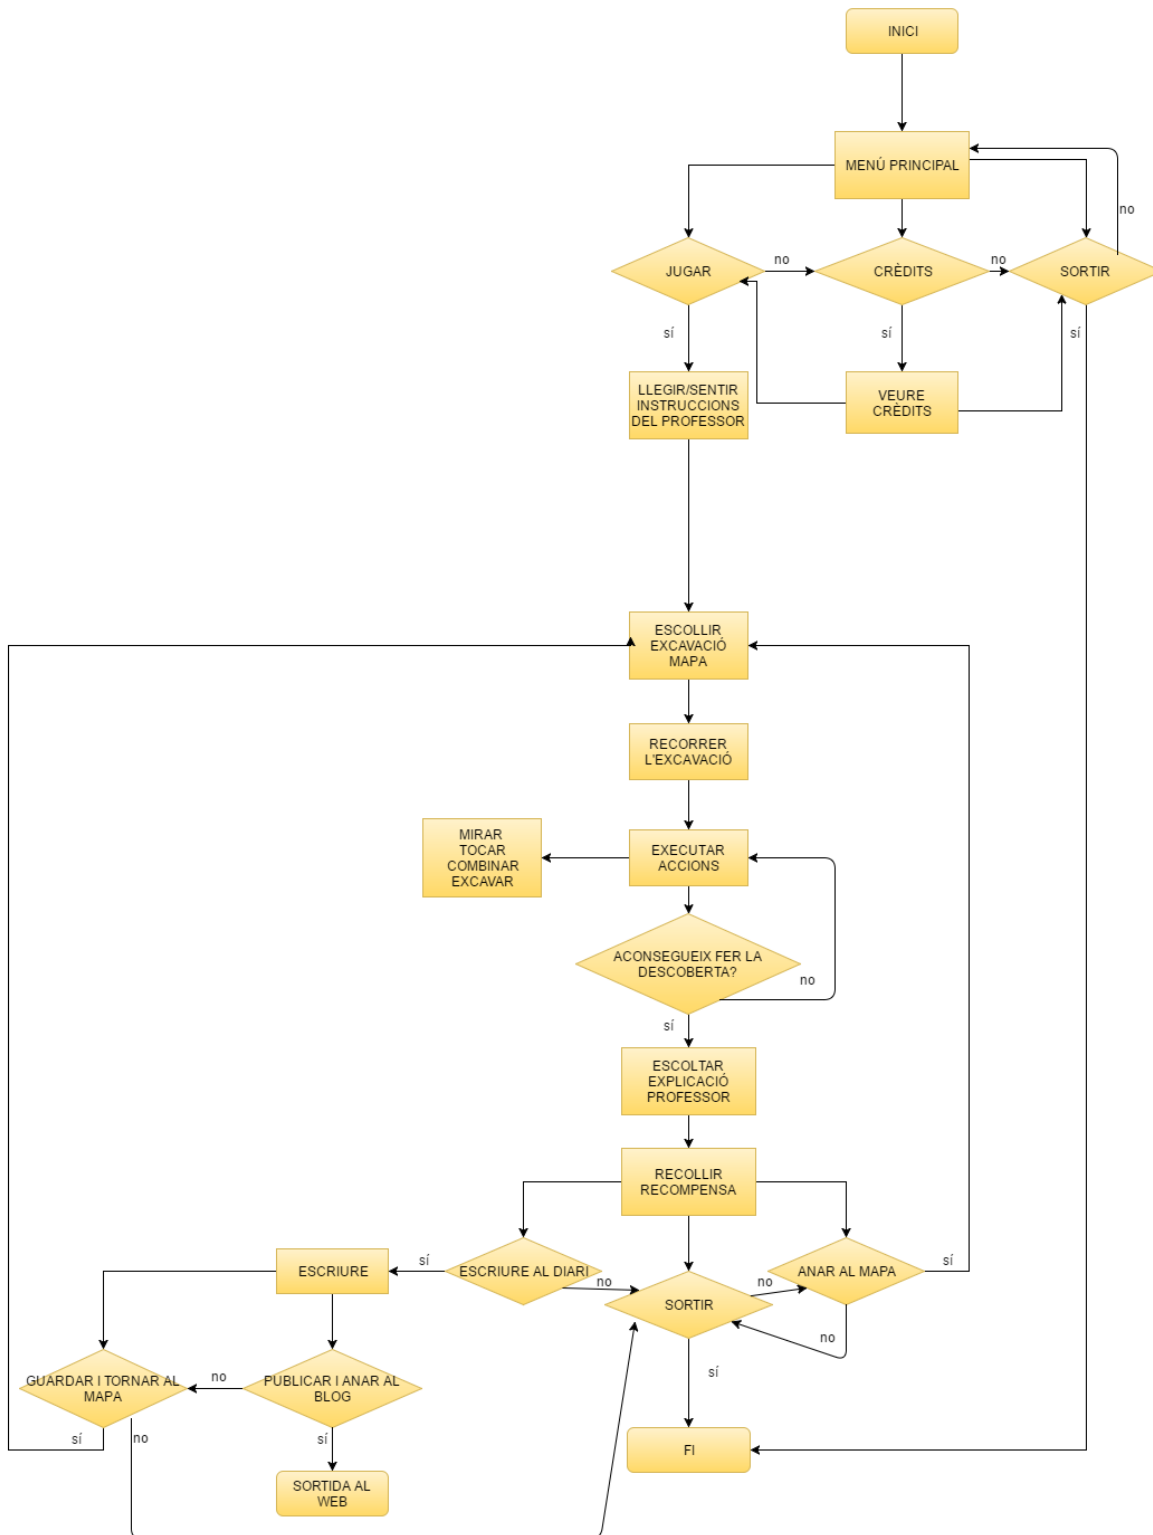 INICI
MENÚ PRINCIPAL
no
JUGAR
no
CRÈDITS
no
SORTIR
sí
sí
sí
LLEGIR/SENTIR
INSTRUCCIONS
DEL PROFESSOR
VEURE
CRÈDITS
ESCOLLIR
EXCAVACIÓ
MAPA
RECORRER
L'EXCAVACIÓ
MIRAR
TOCAR
COMBINAR
EXCAVAR
EXECUTAR
ACCIONS
ACONSEGUEIX FER LA
DESCOBERTA?
no
sí
ESCOLTAR
EXPLICACIÓ
PROFESSOR
RECOLLIR
RECOMPENSA
ESCRIURE
sí
ESCRIURE AL DIARI
no
SORTIR
no
ANAR AL MAPA
sí
no
sí
GUARDAR I TORNAR AL
MAPA
no
PUBLICAR I ANAR AL
BLOG
sí
no
sí
FI
SORTIDA AL
WEB